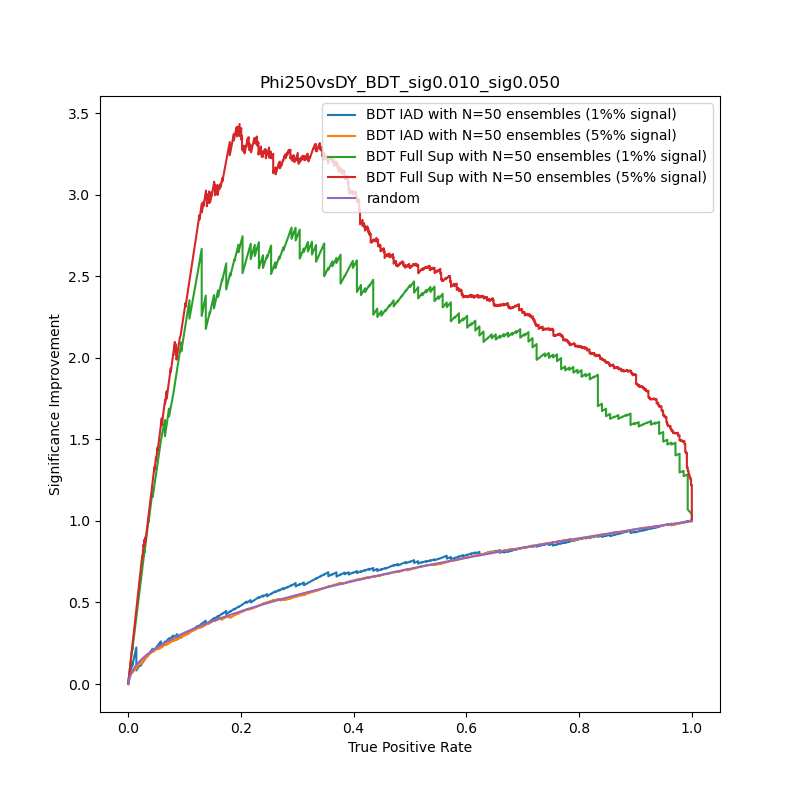 Phi250vsDY_BDT_sig0.010_sig0.050
BDT IAD with N=50 ensembles (1%% signal)
BDT IAD with N=50 ensembles (5%% signal)
BDT Full Sup with N=50 ensembles (1%% signal)
BDT Full Sup with N=50 ensembles (5%% signal)
random
Significance Improvement
3.5
3.0
2.5
2.0
1.5
1.0
0.5
0.0
0.0 0.2 0.4 0.6 0.8 1.0
True Positive Rate